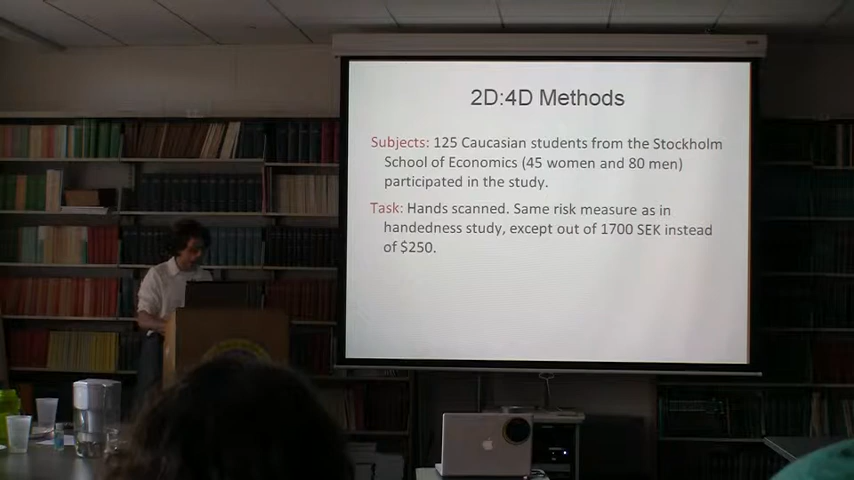 2D:4D Methods
Subjects: 125 Caucasian students from the Stockholm
School of Economics (45 women and 80 men)
participated in the study.
Task: Hands scanned. Same risk measure as in
handedness study, except out of 1700 SEK instead
of $250.